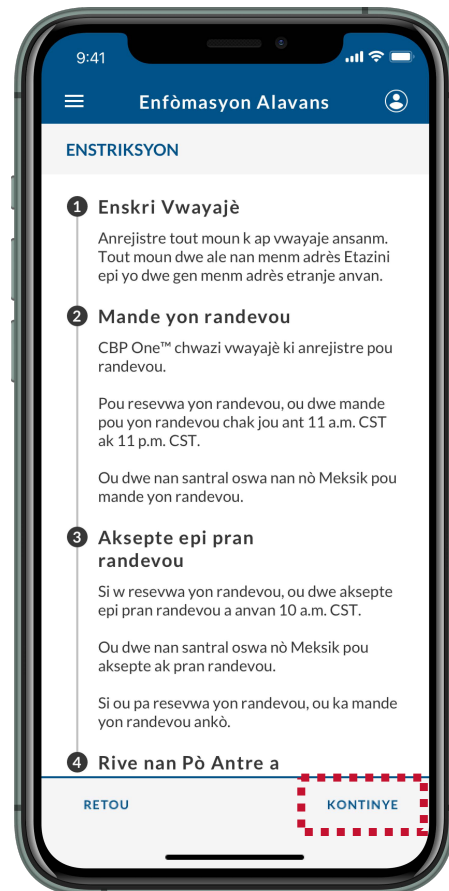 9:41
Enfòmasyon Alavans
ENSTRIKSYON
1 Enskri Vwayajè
Anrejistre tout moun k ap vwayaje ansanm.
Tout moun dwe ale nan menm adrès Etazini
epi yo dwe gen menm adrès etranje anvan.
2 Mande yon randevou
CBP One™ chwazi vwayajè ki anrejistre pou
randevou.
Pou resevwa yon randevou, ou dwe mande
pou yon randevou chak jou ant 11 a.m. CST
ak 11 p.m. CST.
Ou dwe nan santral oswa nan nò Meksik pou
mande yon randevou.
3 Aksepte epi pran
randevou
Si w resevwa yon randevou, ou dwe aksepte
epi pran randevou a anvan 10 a.m. CST.
Ou dwe nan santral oswa nò Meksik pou
aksepte ak pran randevou.
Si ou pa resevwa yon randevou, ou ka mande
yon randevou ankò.
4 Rive nan Pò Antre a
RETOU
KONTINYE